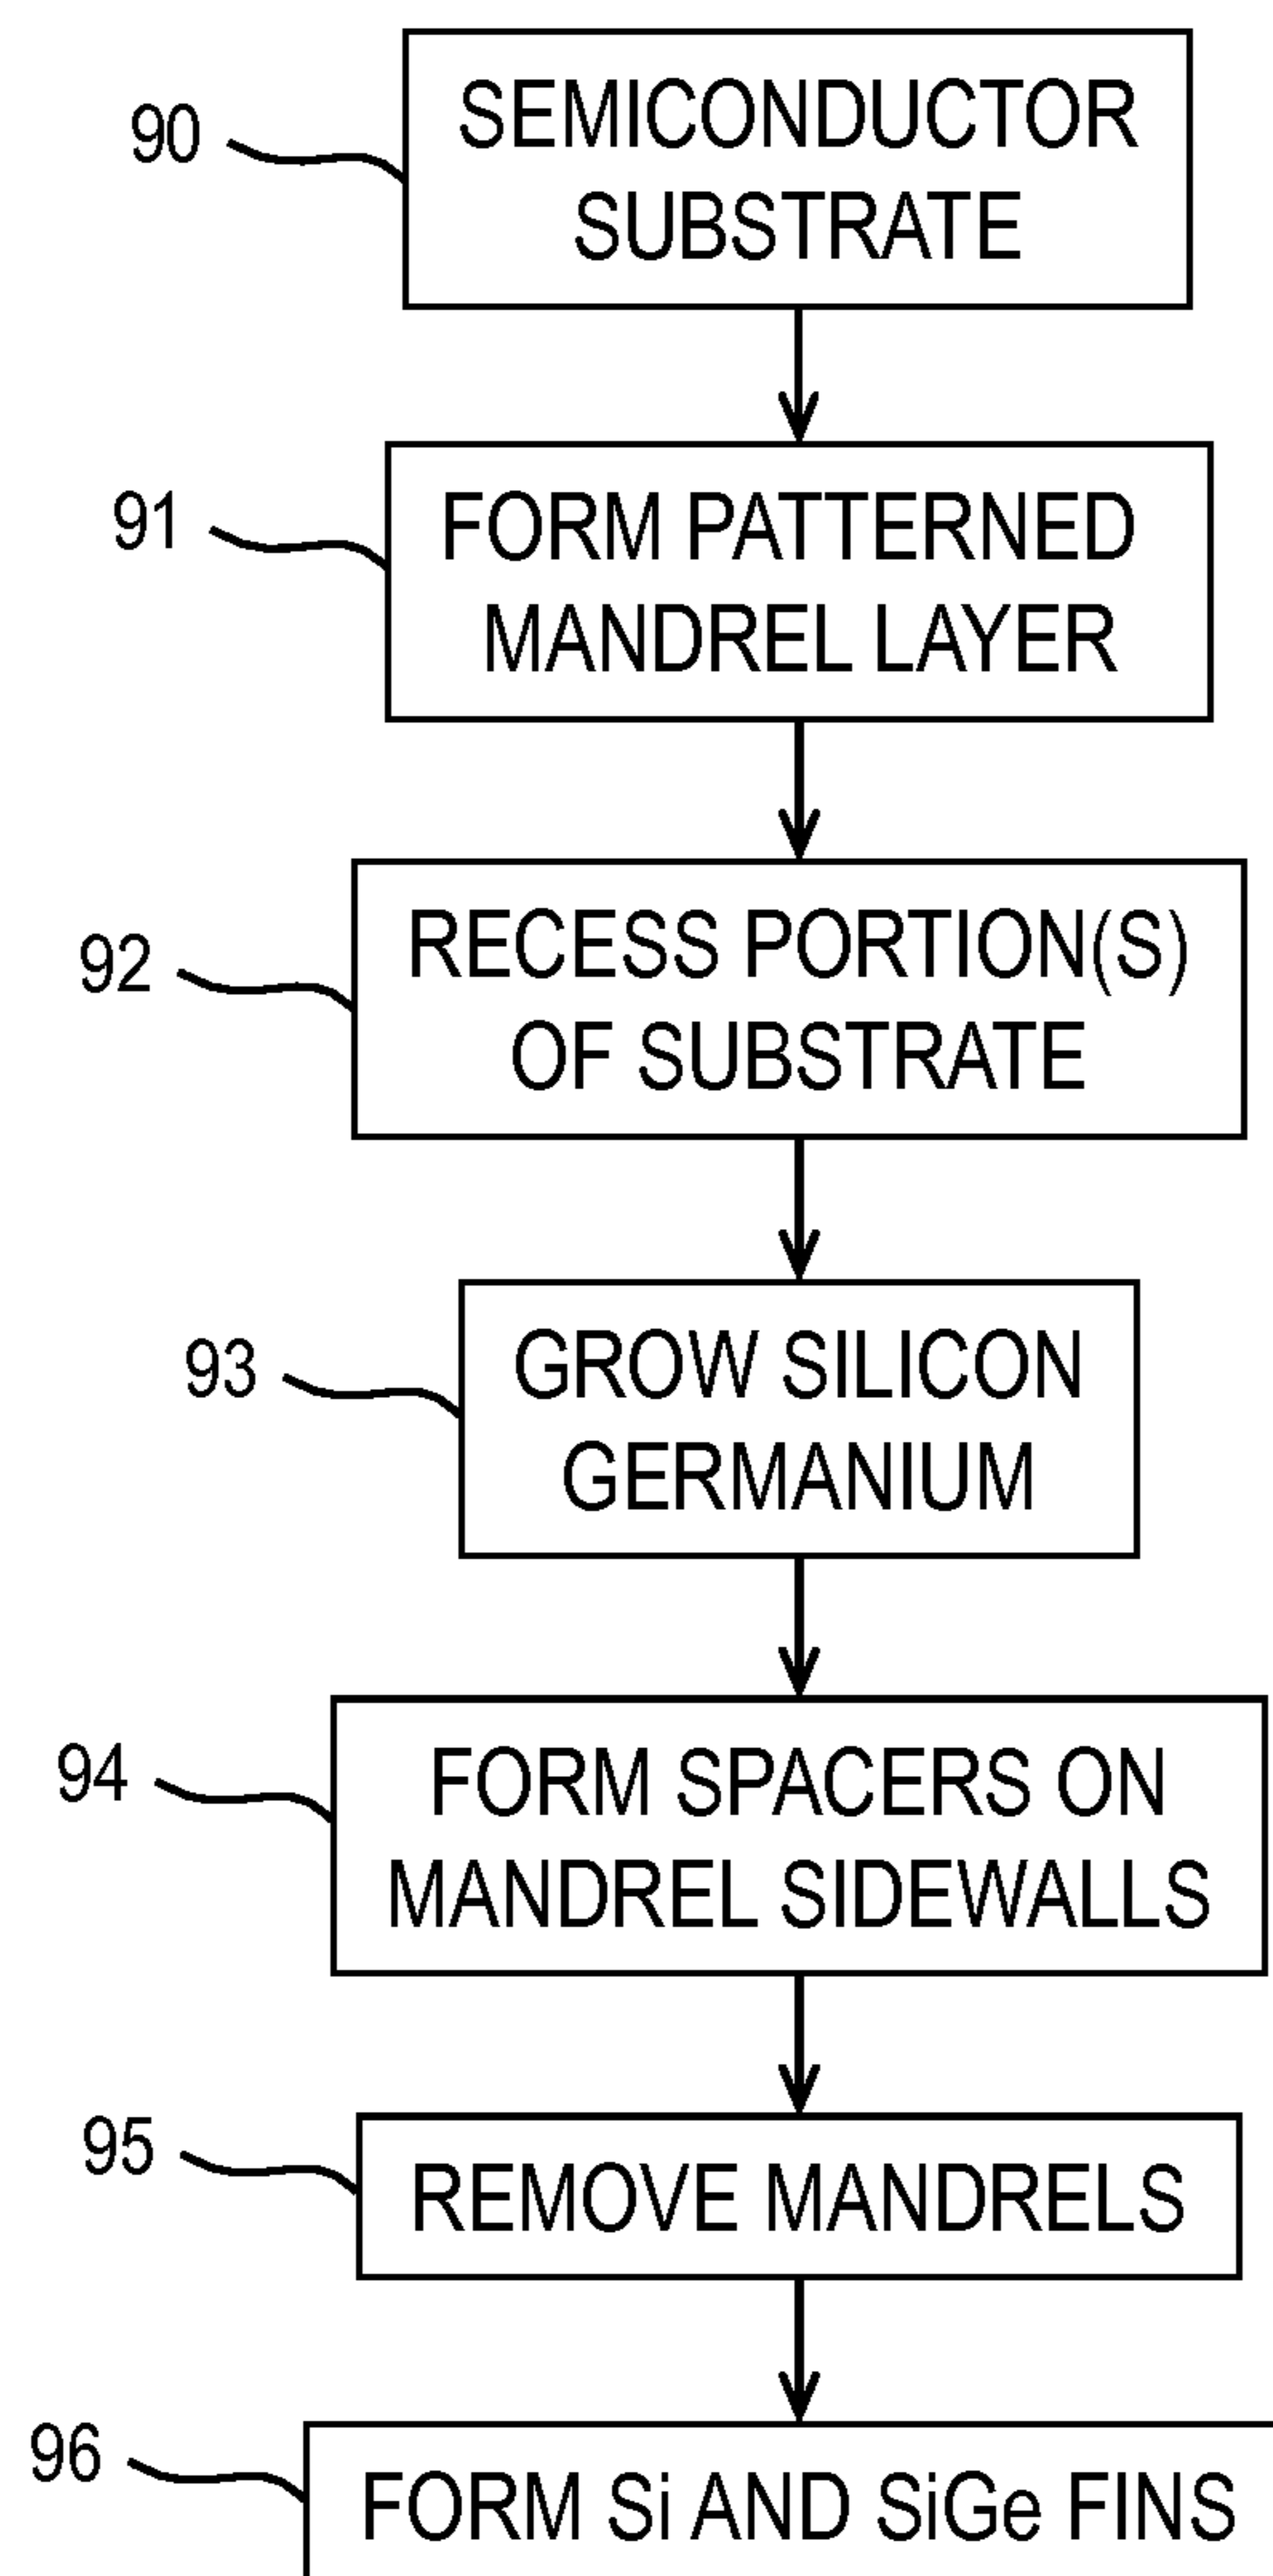 90
SEMICONDUCTOR
SUBSTRATE
91
FORM PATTERNED
MANDREL LAYER
92
RECESS PORTION(S)
OF SUBSTRATE
93
GROW SILICON
GERMANIUM
94
FORM SPACERS ON
MANDREL SIDEWALLS
95
REMOVE MANDRELS
96
FORM Si AND SiGe FINS